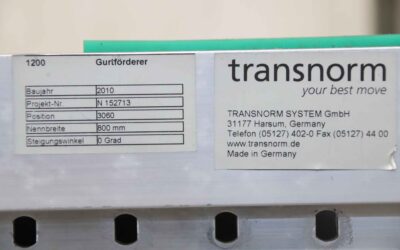 1200 Gurtförderer
Baujahr 2010
Projekt-Nr N 152713
Position 3060
Nennbreite 800 mm
Steigungswinkel 0 Grad
transnorm
your best move
TRANSNORM SYSTEM GmbH
31177 Harsum, Germany
Telefon (05127) 402-0 Fax (05127) 44 00
www.transnorm.de
Made in Germany